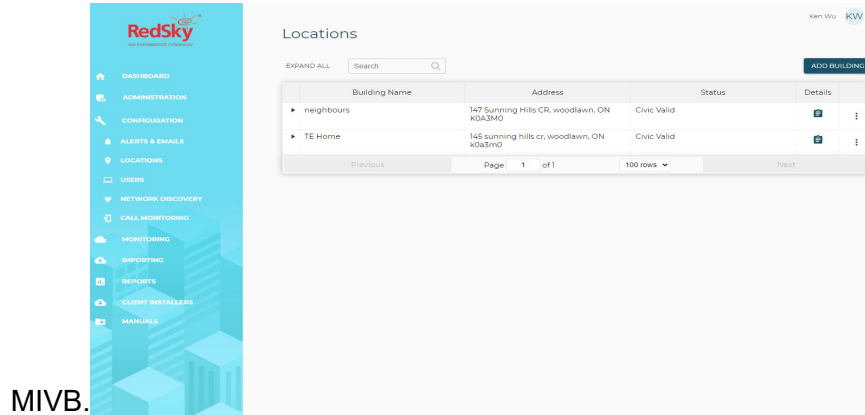 RedSky
AN EVERBRIDGE COMPANY
Ken Wu KW
Locations
EXPAND ALL Search ADD BUILDING
DASHBOARD
ADMINISTRATION
CONFIGURATION
ALERTS & EMAILS
LOCATIONS
USERS
NETWORK DISCOVERY
CALL MONITORING
MONITORING
IMPORTING
REPORTS
CLIENT INSTALLERS
MANUALS
Building Name Address Status Details
neighbours 147 Sunning Hills CR, woodlawn, ON Civic Valid
K0A3M0
TE Home 145 sunning hills cr, woodlawn, ON Civic Valid
k0a3m0
Previous Page 1 of 1 100 rows Next
MIVB.